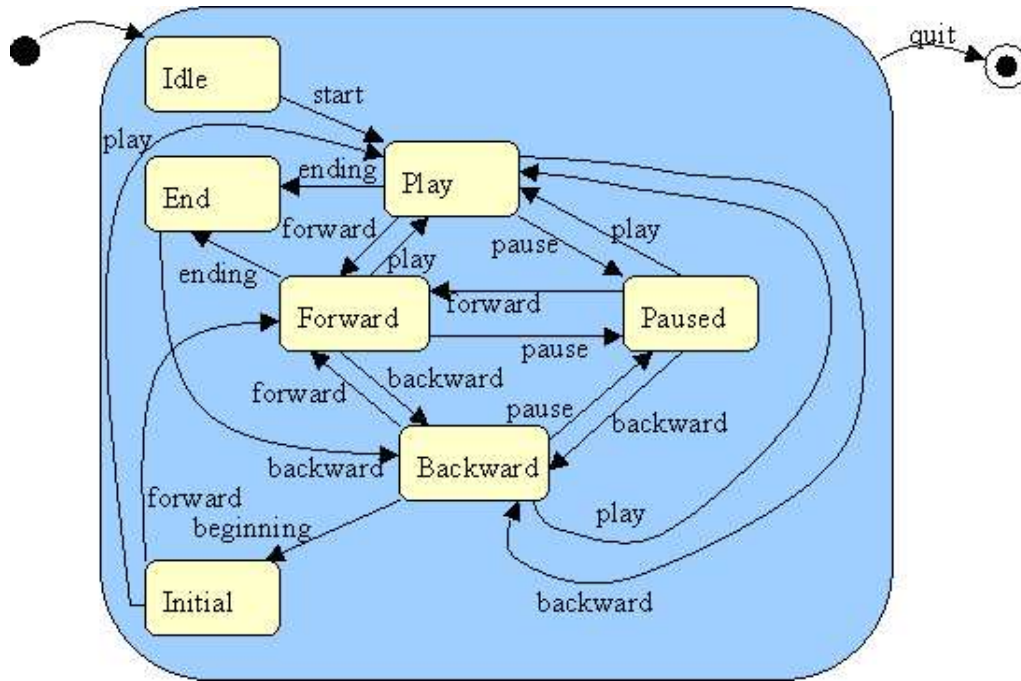 quit
Idle
start
play
ending
End
Play
forward
play
pause
ending
play
forward
Forward
Paused
pause
backward
forward
pause
backward
backward
Backward
forward
beginning
play
Initial
backward